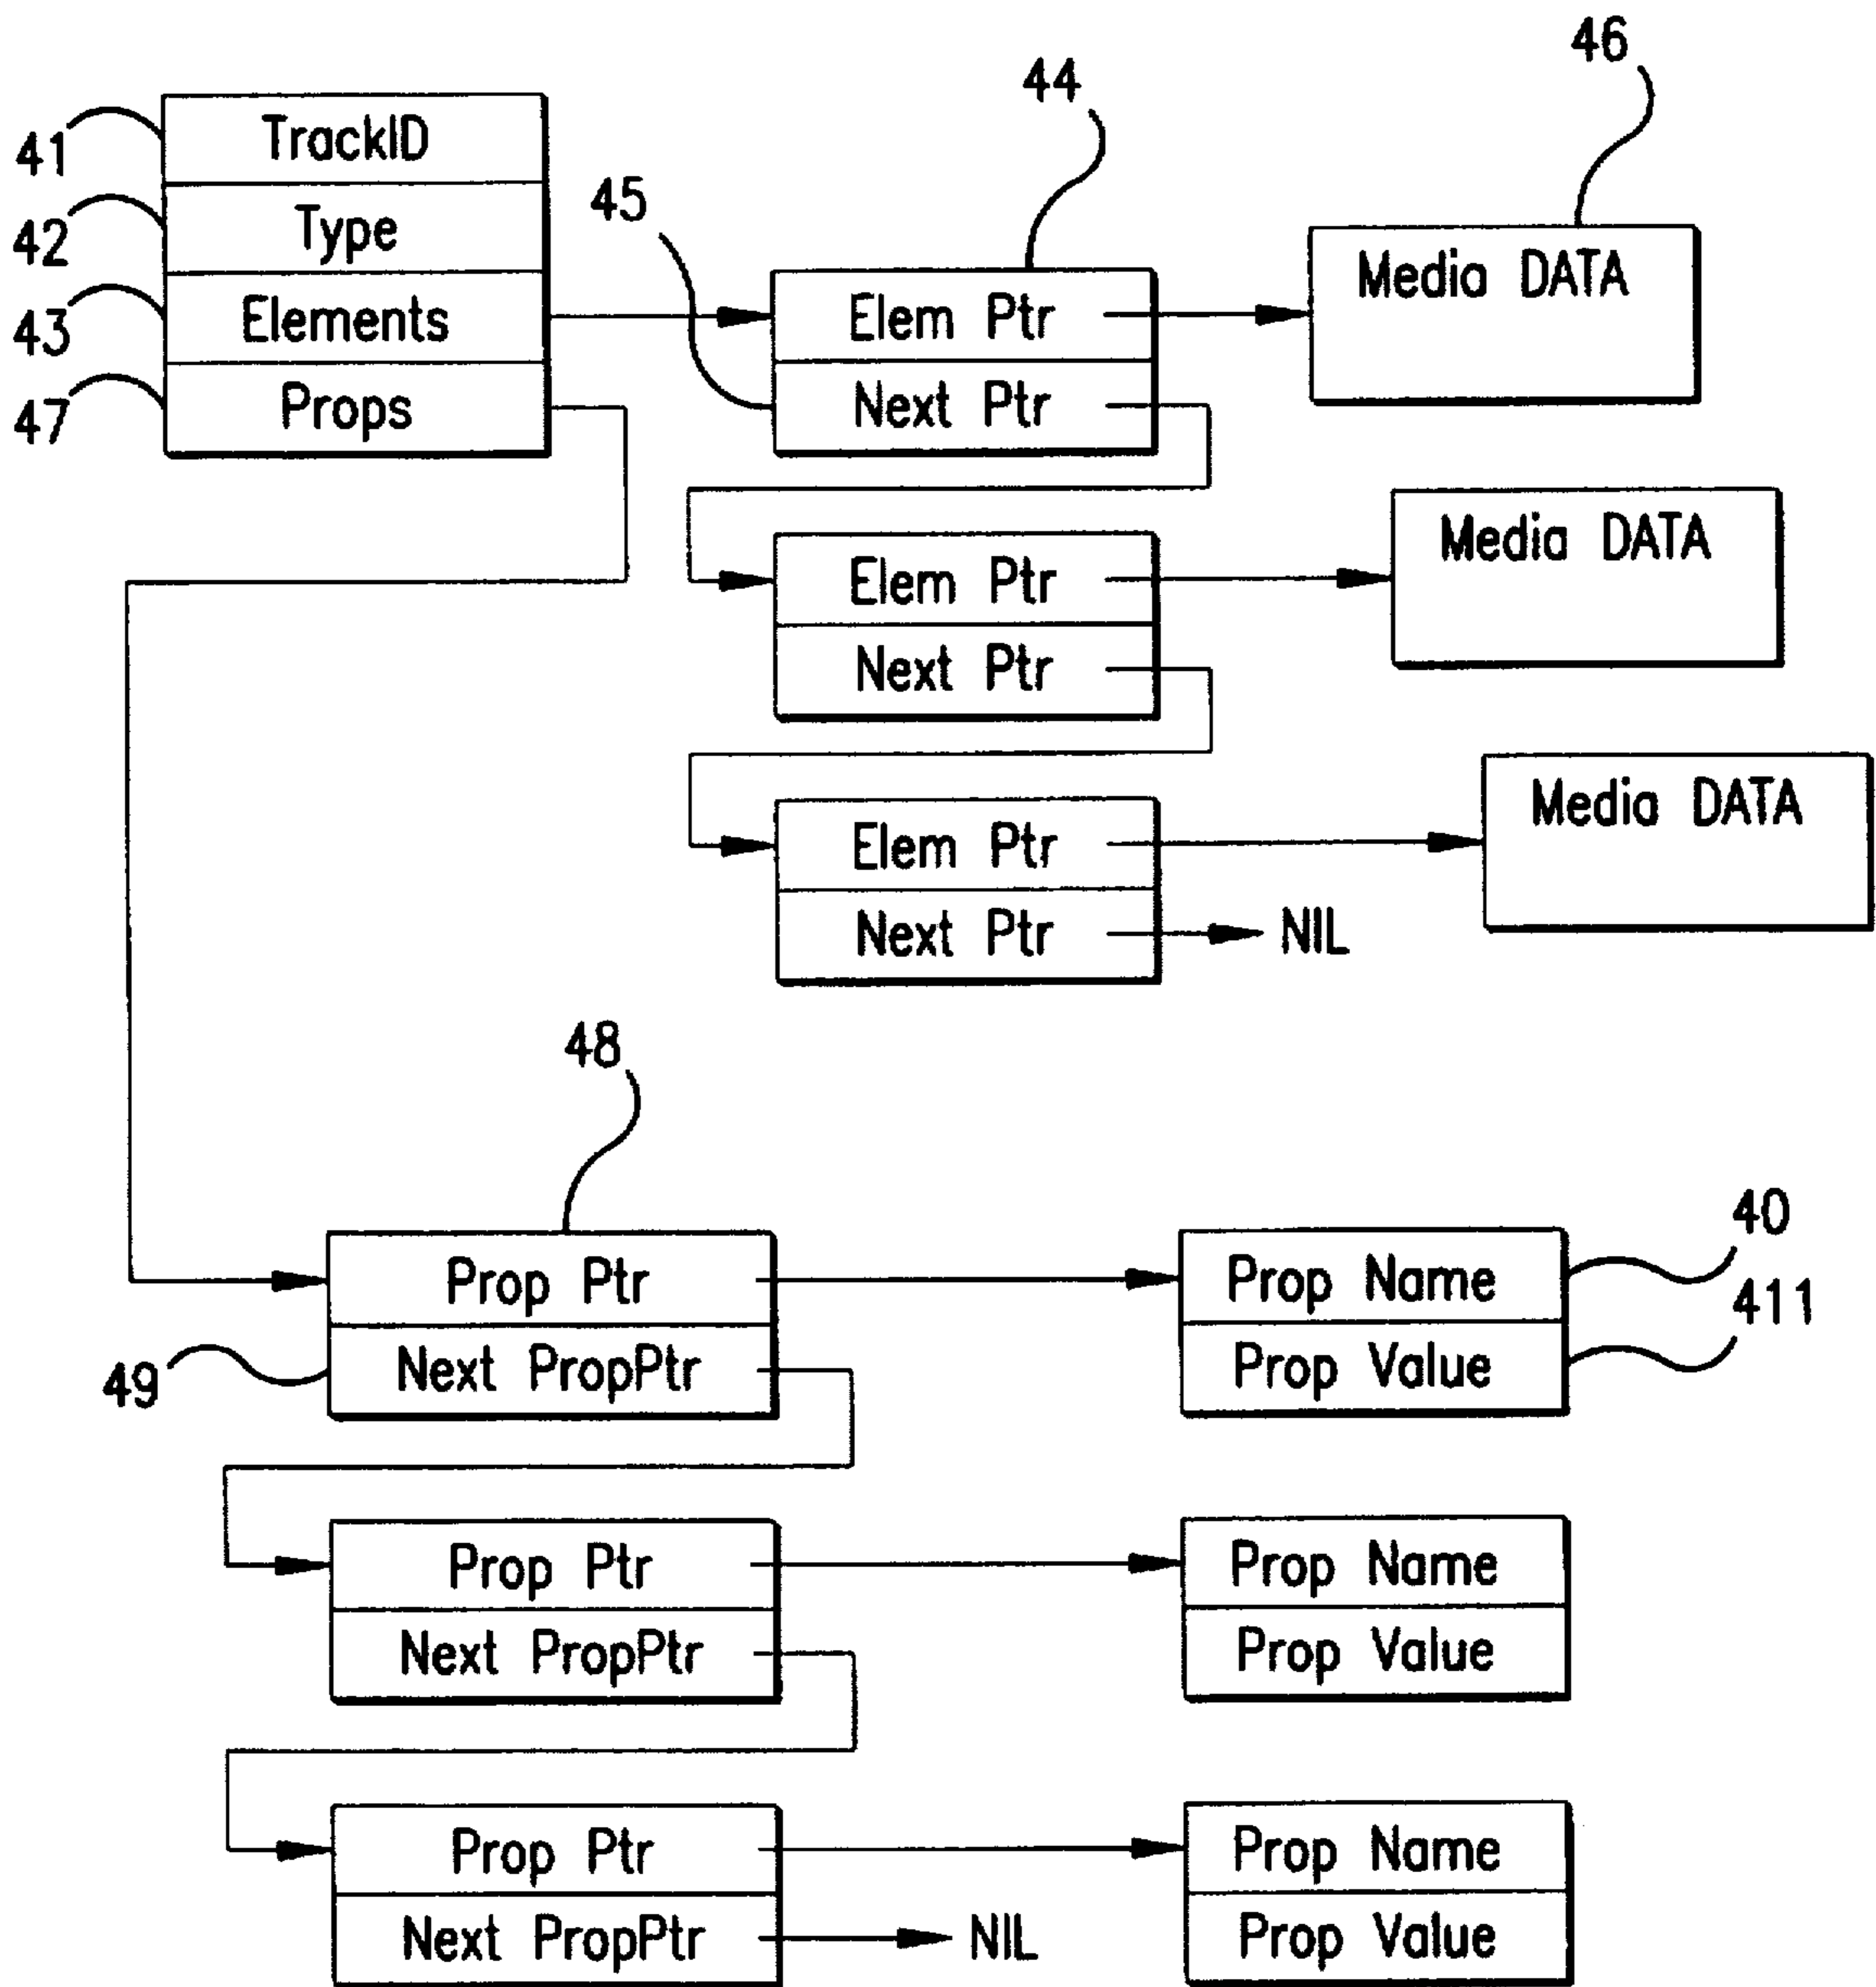 46
44
41
TrackID
45
42
Type
43
Elements
47
Props
Elem Ptr
Next Ptr
Media DATA
Elem Ptr
Next Ptr
Media DATA
Elem Ptr
Next Ptr
NIL
Media DATA
48
Prop Ptr
49
Next PropPtr
Prop Name
40
Prop Value
411
Prop Ptr
Next PropPtr
Prop Name
Prop Value
Prop Ptr
Next PropPtr
NIL
Prop Name
Prop Value